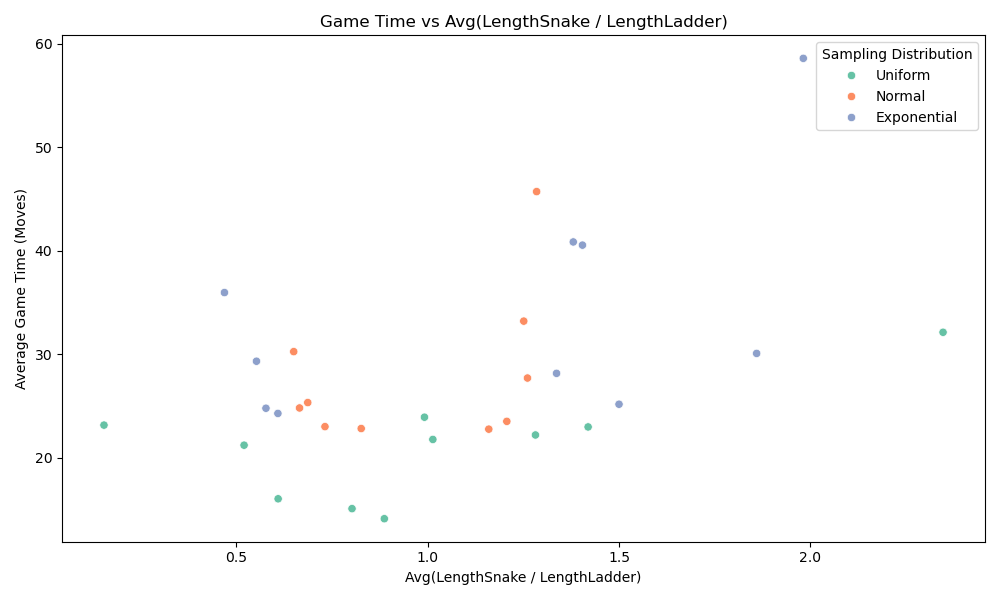 Game Time vs Avg(LengthSnake / LengthLadder)
Sampling Distribution
Uniform
Normal
Exponential
Average Game Time (Moves)
60
50
40
30
20
0.5 1.0 1.5 2.0
Avg(LengthSnake / LengthLadder)